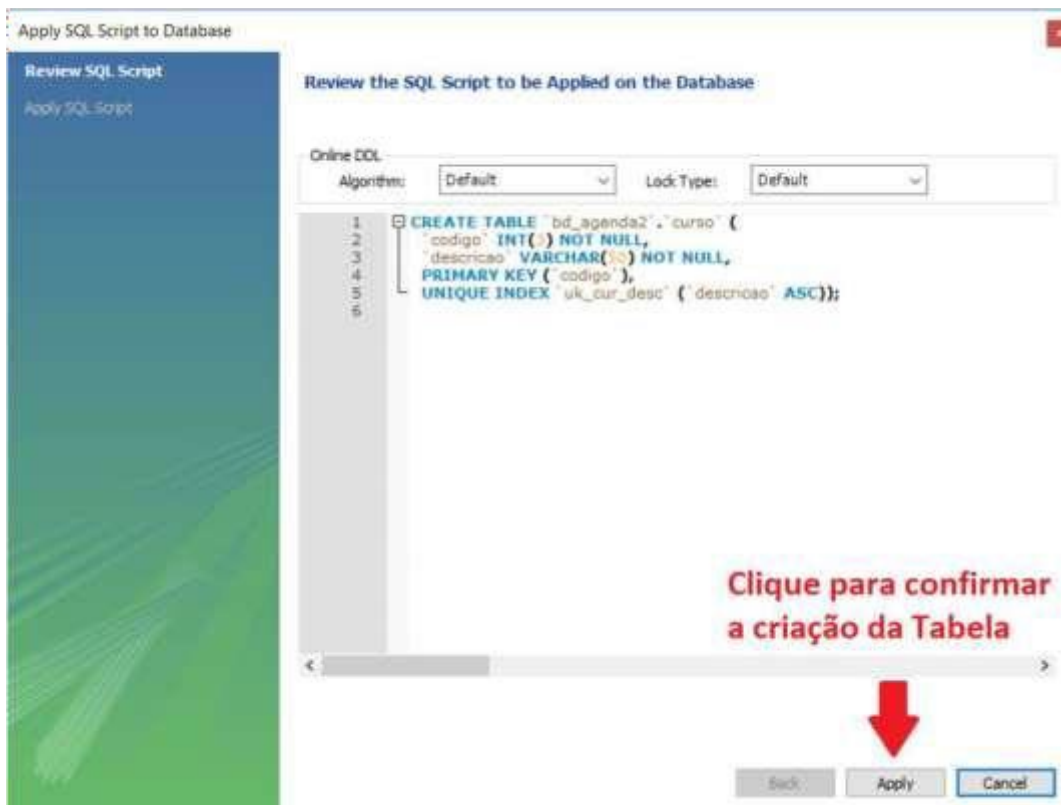 Apply SQL Script to Database
Review SQL Script
Apply SQL Script
Review the SQL Script to be Applied on the Database
Online DDL
Algorithm: Default Lock Type: Default
1 CREATE TABLE `bd_agenda2`.`curso` (
2 `codigo` INT() NOT NULL,
3 `descricao` VARCHAR() NOT NULL,
4 PRIMARY KEY (`codigo`),
5 UNIQUE INDEX `uk_cur_desc` (`descricao` ASC));
6
Clique para confirmar
a criação da Tabela
Back Apply Cancel